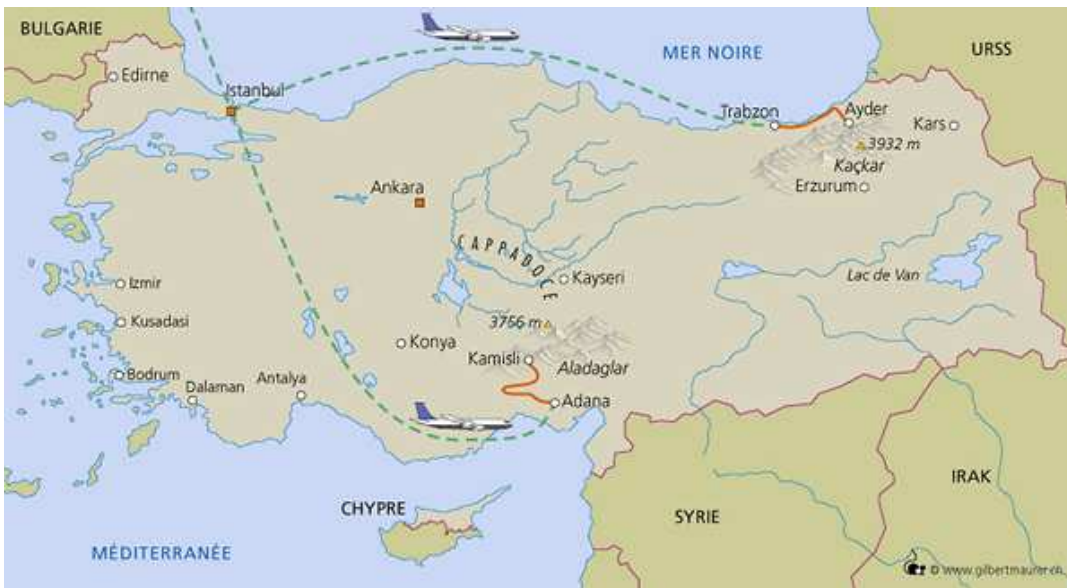 BULGARIE
MER NOIRE
URSS
Edirne
Istanbul
Trabzon
Ayder
Kars
3932 m
Kaçkar
Erzurum
Ankara
CAPPADOCE
Kayseri
Lac de Van
Izmir
Kusadasi
3756 m
Konya
Kamisli
Aladaglar
Bodrum
Dalaman
Antalya
Adana
CHYPRE
SYRIE
IRAK
MÉDITERRANÉE
© www.gilbertmaurer.ch